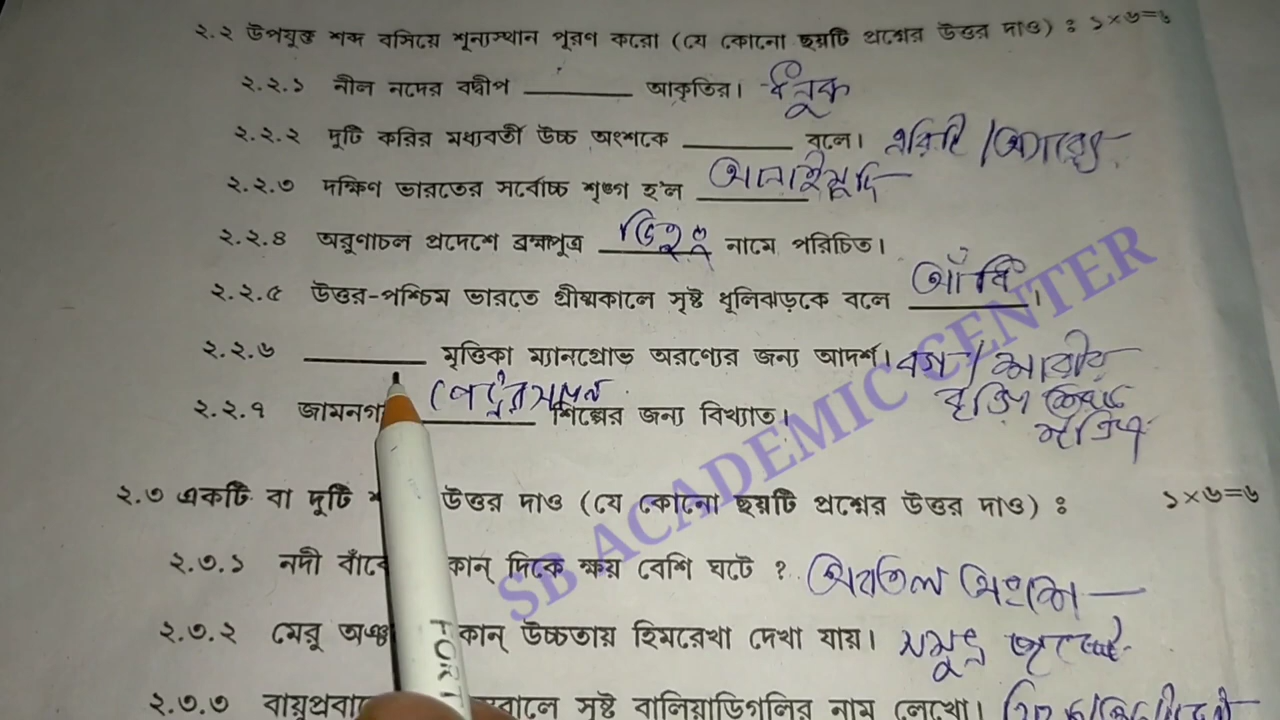 ২.২ উপযুক্ত শব্দ বসিয়ে শূন্যস্থান পূরণ করো (যে কোনো ছয়টি প্রশ্নের উত্তর দাও) : ১×৬=৬
২.২.১ নীল নদের বদ্বীপ ________ আকৃতির। ধনুক
২.২.২ দুটি করির মধ্যবর্তী উচ্চ অংশকে ________ বলে। এরিটি /
২.২.৩ দক্ষিণ ভারতের সর্বোচ্চ শৃঙ্গ হ'ল আনাইমুদি
২.২.৪ অরুণাচল প্রদেশে ব্রহ্মপুত্র ডিহং নামে পরিচিত।
২.২.৫ উত্তর-পশ্চিম ভারতে গ্রীষ্মকালে সৃষ্ট ধূলিঝড়কে বলে আঁধি।
২.২.৬ ________ মৃত্তিকা ম্যানগ্রোভ অরণ্যের জন্য আদর্শ।
২.২.৭ জামনগ ________ শিল্পের জন্য বিখ্যাত।
২.৩ একটি বা দুটি শ উত্তর দাও (যে কোনো ছয়টি প্রশ্নের উত্তর দাও) : ১×৬=৬
২.৩.১ নদী বাঁকে কোন্ দিকে ক্ষয় বেশি ঘটে ? অবতল অংশে
২.৩.২ মেরু অঞ্চ কোন্ উচ্চতায় হিমরেখা দেখা যায়। সমুদ্র পৃষ্ঠে
২.৩.৩ বায়ুপ্রবা সৃষ্ট বালিয়াড়িগলির নাম লেখো।
SB ACADEMIC CENTER
FORT